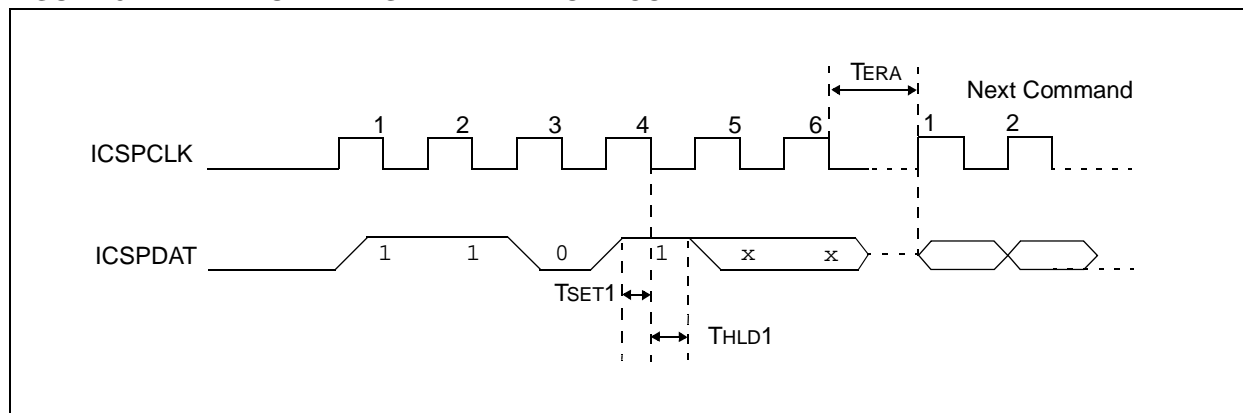 TERA
Next Command
1 2 3 4 5 6 1 2
ICSPCLK
ICSPDAT
1 1 0 1 x x
TSET1
THLD1